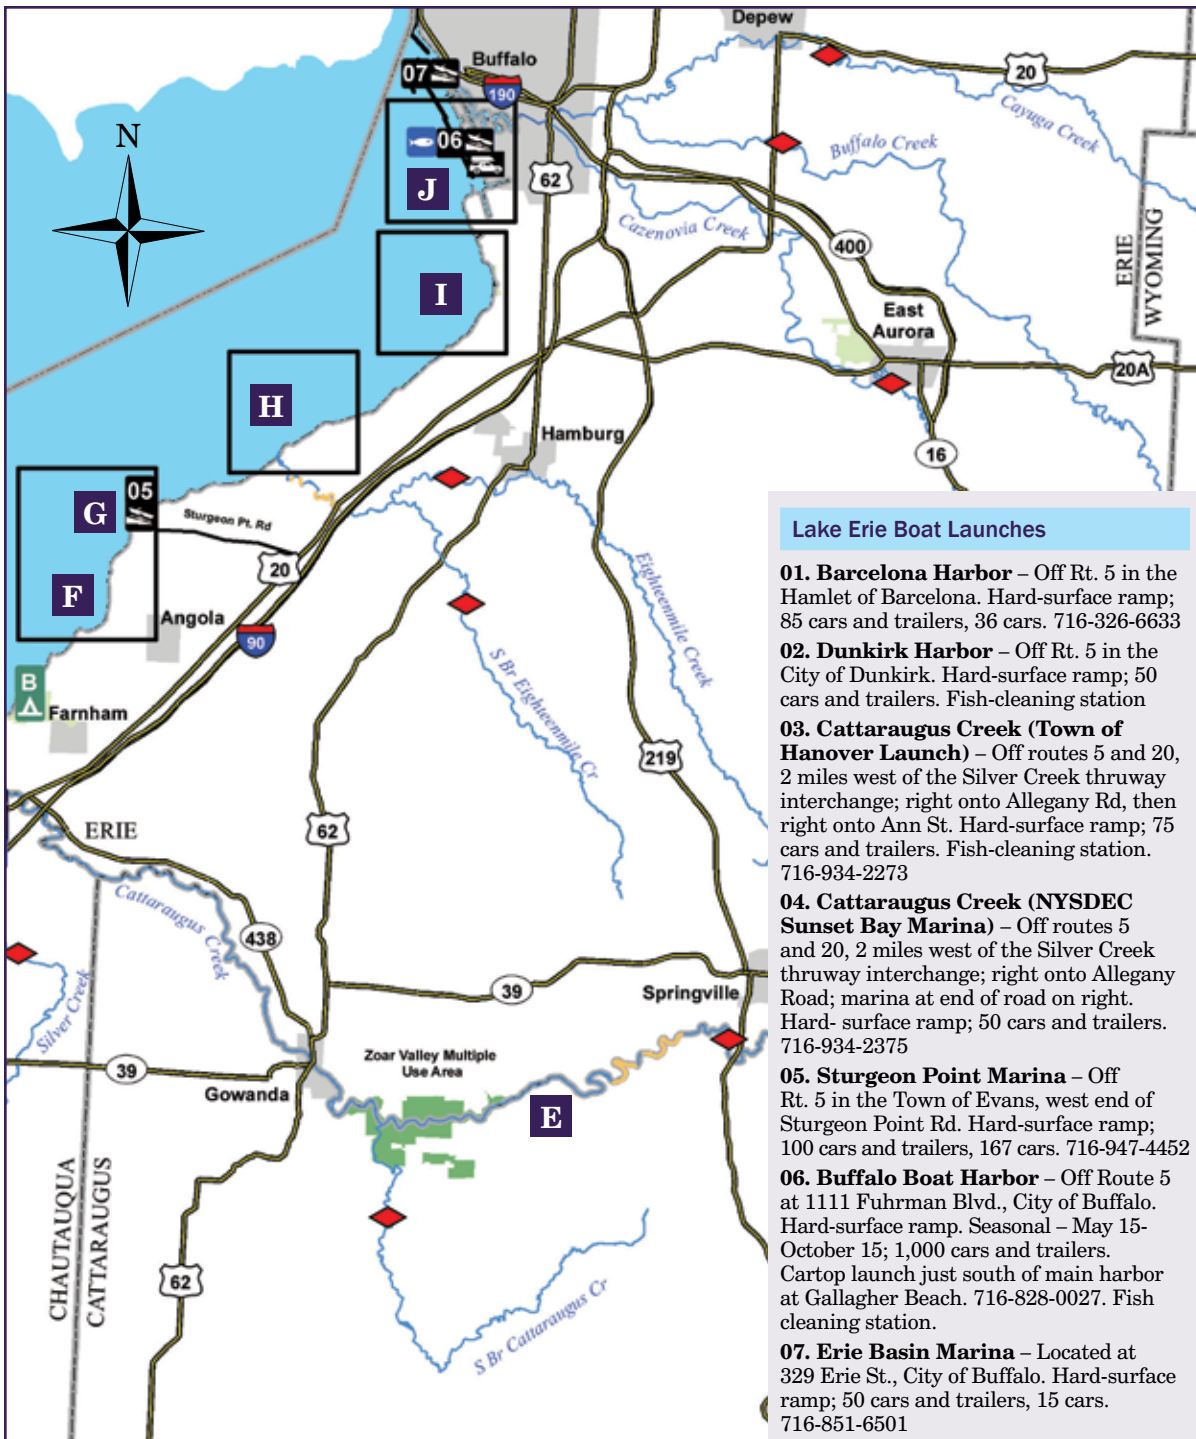 Depew
Buffalo
07
190
20
Cayuga Creek
06
Buffalo Creek
N
J
62
Cazenovia Creek
400
ERIE
WYOMING
I
East
Aurora
20A
H
Hamburg
16
05
G
Sturgeon Pt. Rd
20
F
Angola
90
Eighteenmile Creek
S Br Eighteenmile Cr
B
Farnham
219
62
ERIE
Cattaraugus
Creek
438
39
Springville
Silver Creek
39
Zoar Valley Multiple
Use Area
Gowanda
E
CHAUTAUQUA
CATTARAUGUS
62
S Br Cattaraugus Cr
Lake Erie Boat Launches
01. Barcelona Harbor – Off Rt. 5 in the
Hamlet of Barcelona. Hard-surface ramp;
85 cars and trailers, 36 cars. 716-326-6633
02. Dunkirk Harbor – Off Rt. 5 in the
City of Dunkirk. Hard-surface ramp; 50
cars and trailers. Fish-cleaning station
03. Cattaraugus Creek (Town of
Hanover Launch) – Off routes 5 and 20,
2 miles west of the Silver Creek thruway
interchange; right onto Allegany Rd, then
right onto Ann St. Hard-surface ramp; 75
cars and trailers. Fish-cleaning station.
716-934-2273
04. Cattaraugus Creek (NYSDEC
Sunset Bay Marina) – Off routes 5
and 20, 2 miles west of the Silver Creek
thruway interchange; right onto Allegany
Road; marina at end of road on right.
Hard- surface ramp; 50 cars and trailers.
716-934-2375
05. Sturgeon Point Marina – Off
Rt. 5 in the Town of Evans, west end of
Sturgeon Point Rd. Hard-surface ramp;
100 cars and trailers, 167 cars. 716-947-4452
06. Buffalo Boat Harbor – Off Route 5
at 1111 Fuhrman Blvd., City of Buffalo.
Hard-surface ramp. Seasonal – May 15-
October 15; 1,000 cars and trailers.
Cartop launch just south of main harbor
at Gallagher Beach. 716-828-0027. Fish
cleaning station.
07. Erie Basin Marina – Located at
329 Erie St., City of Buffalo. Hard-surface
ramp; 50 cars and trailers, 15 cars.
716-851-6501